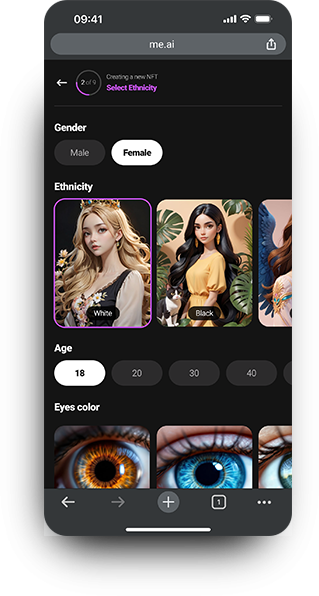 09:41
me.ai
2 of 9
Creating a new NFT
Select Ethnicity
Gender
Male
Female
Ethnicity
White
Black
Age
18
20
30
40
Eyes color
1